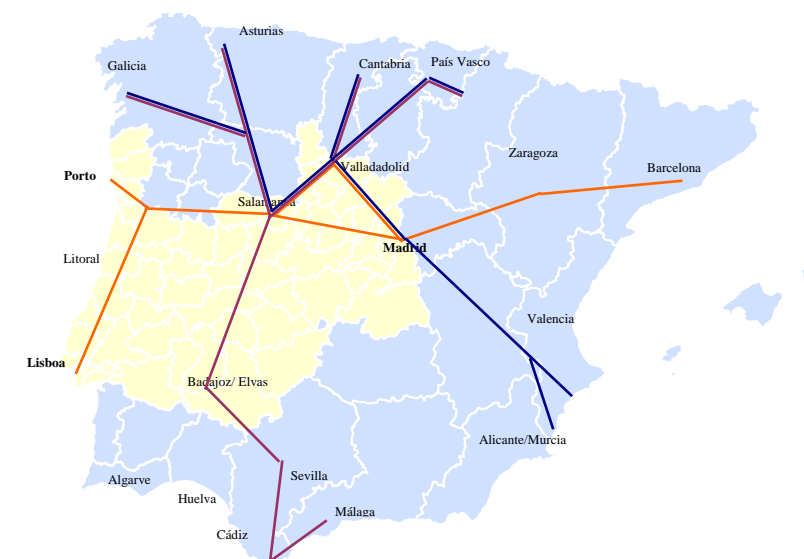 Asturias
Galicia
Cantabria
País Vasco
Zaragoza
Valladadolid
Barcelona
Porto
Salamanca
Madrid
Litoral
Valencia
Lisboa
Badajoz/ Elvas
Alicante/Murcia
Algarve
Sevilla
Huelva
Málaga
Cádiz